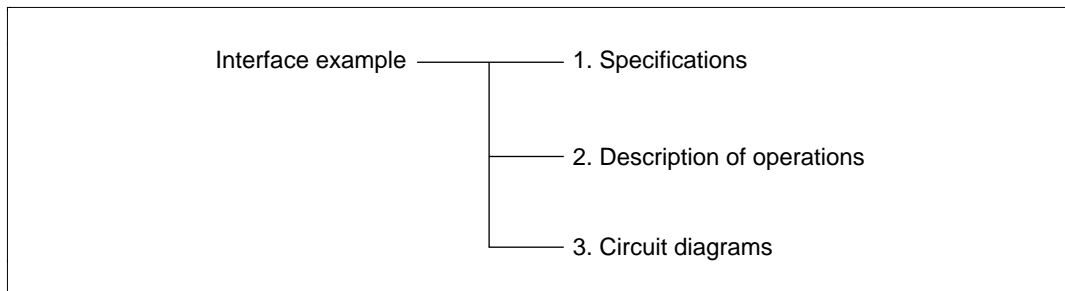 Interface example
1. Specifications
2. Description of operations
3. Circuit diagrams